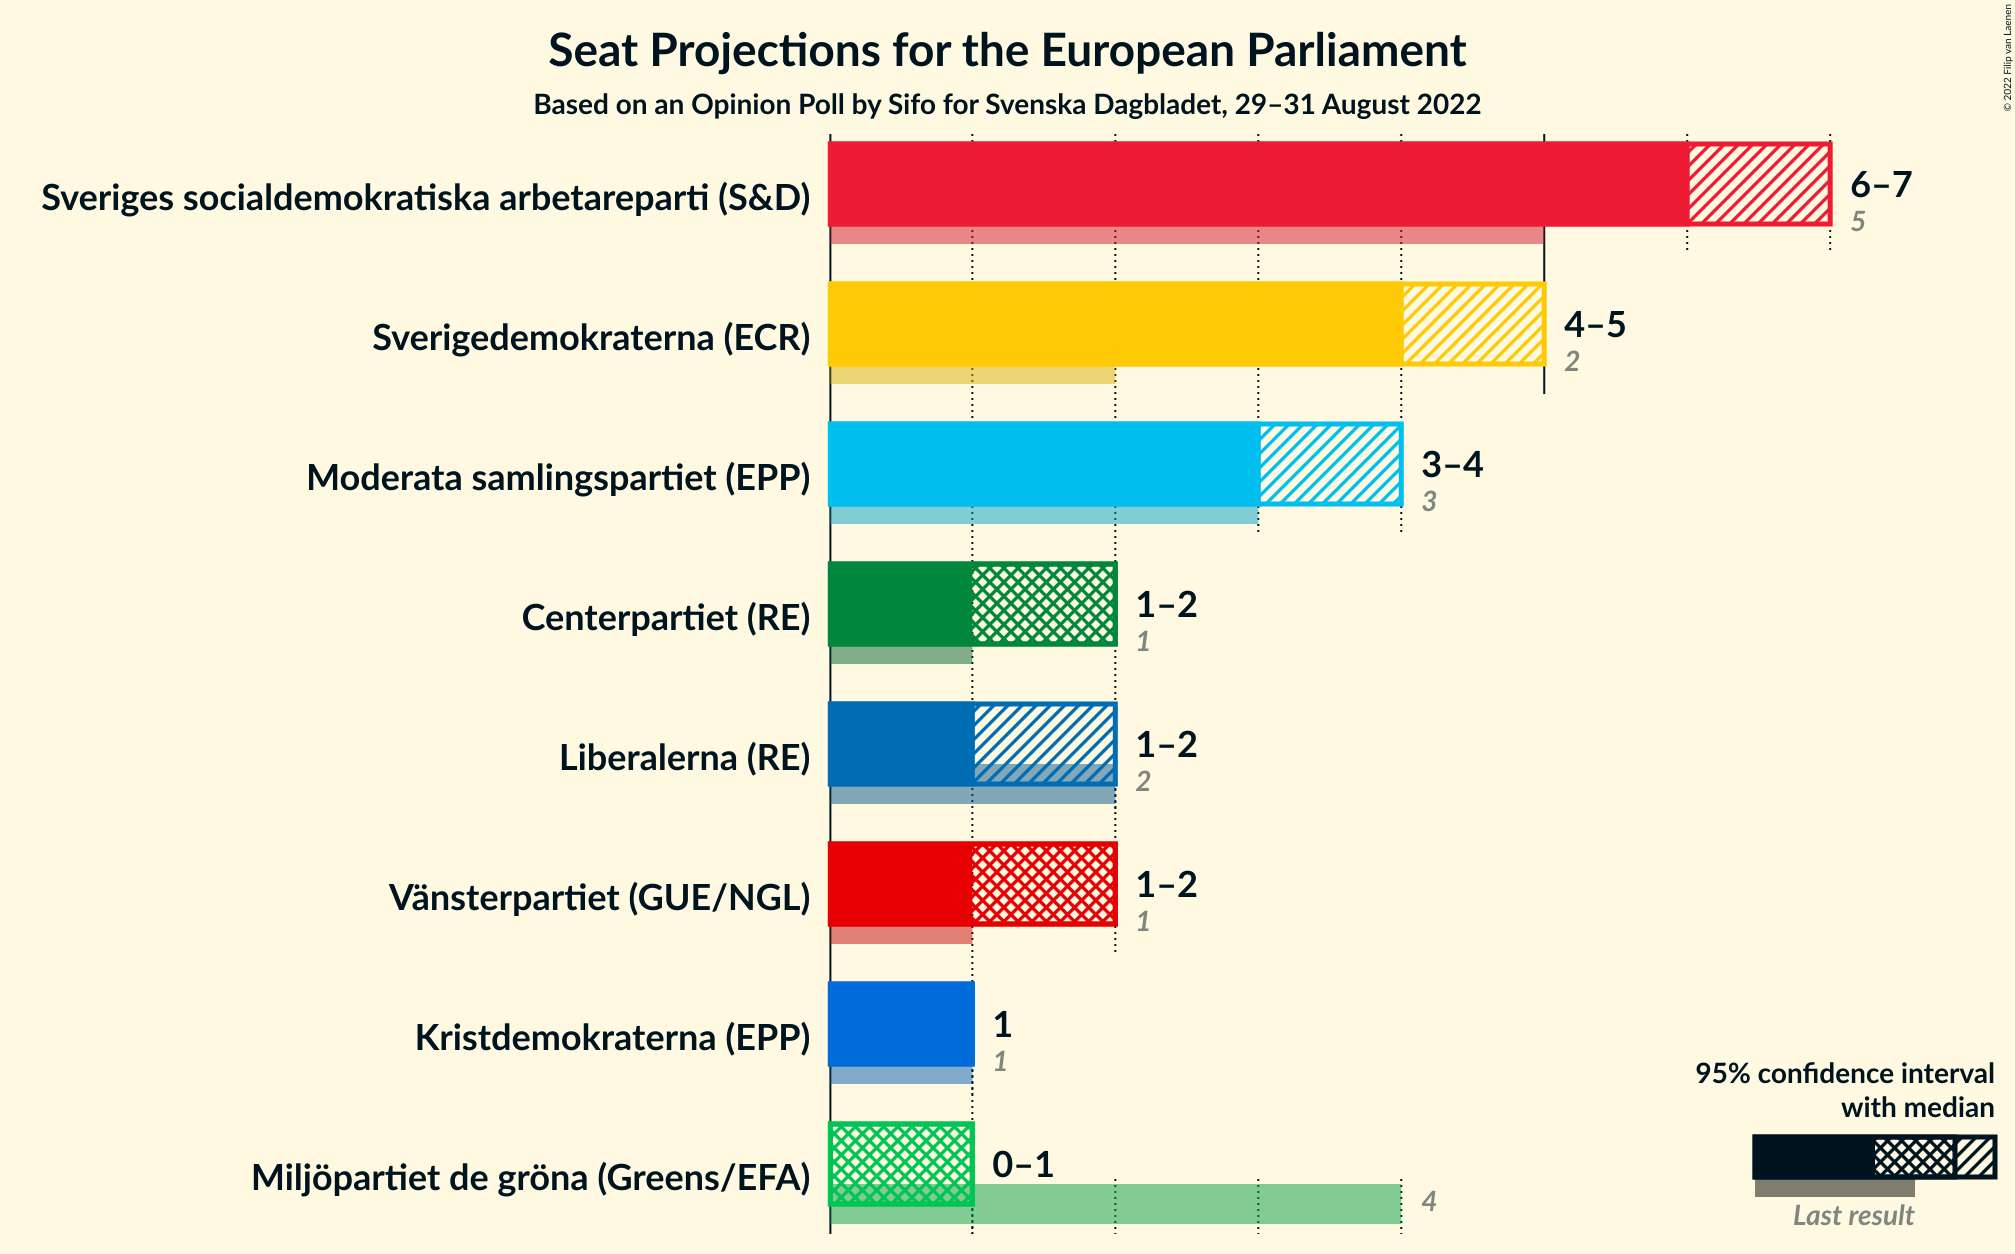 Seat Projections for the European Parliament
Based on an Opinion Poll by Sifo for Svenska Dagbladet, 29–31 August 2022
© 2022 Filip van Laenen
Sveriges socialdemokratiska arbetareparti (S&D)
6–7
5
Sverigedemokraterna (ECR)
4–5
2
Moderata samlingspartiet (EPP)
3–4
3
Centerpartiet (RE)
1–2
1
Liberalerna (RE)
1–2
2
Vänsterpartiet (GUE/NGL)
1–2
1
Kristdemokraterna (EPP)
1
1
Miljöpartiet de gröna (Greens/EFA)
0–1
4
95% confidence interval
with median
Last result